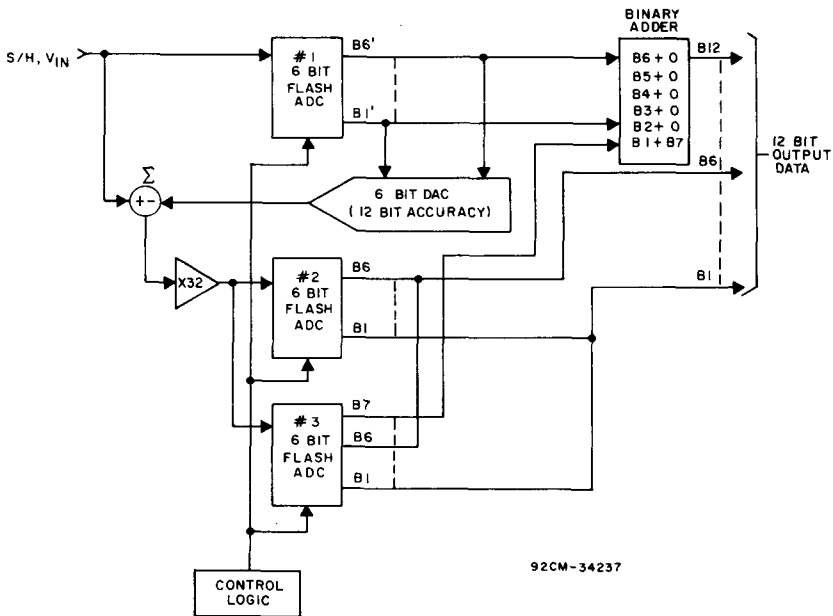 S/H, VIN
#1
6 BIT
FLASH
ADC
B6'
B1'
BINARY
ADDER
B6+0
B5+0
B4+0
B3+0
B2+0
B1+B7
B12
B6
B1
12 BIT
OUTPUT
DATA
Σ
+-
6 BIT DAC
(12 BIT ACCURACY)
X32
#2
6 BIT
FLASH
ADC
B6
B1
#3
6 BIT
FLASH
ADC
B7
B6
B1
CONTROL
LOGIC
92CM-34237